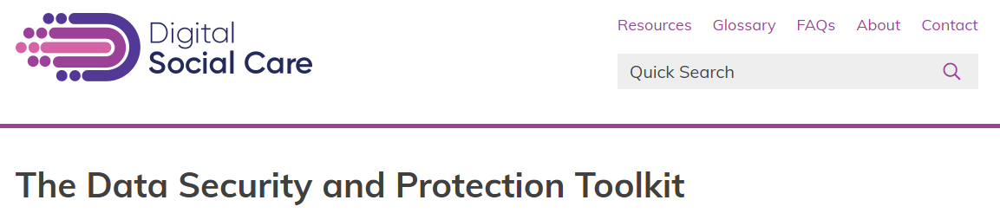 Digital
Social Care
Resources Glossary FAQs About Contact
Quick Search
The Data Security and Protection Toolkit